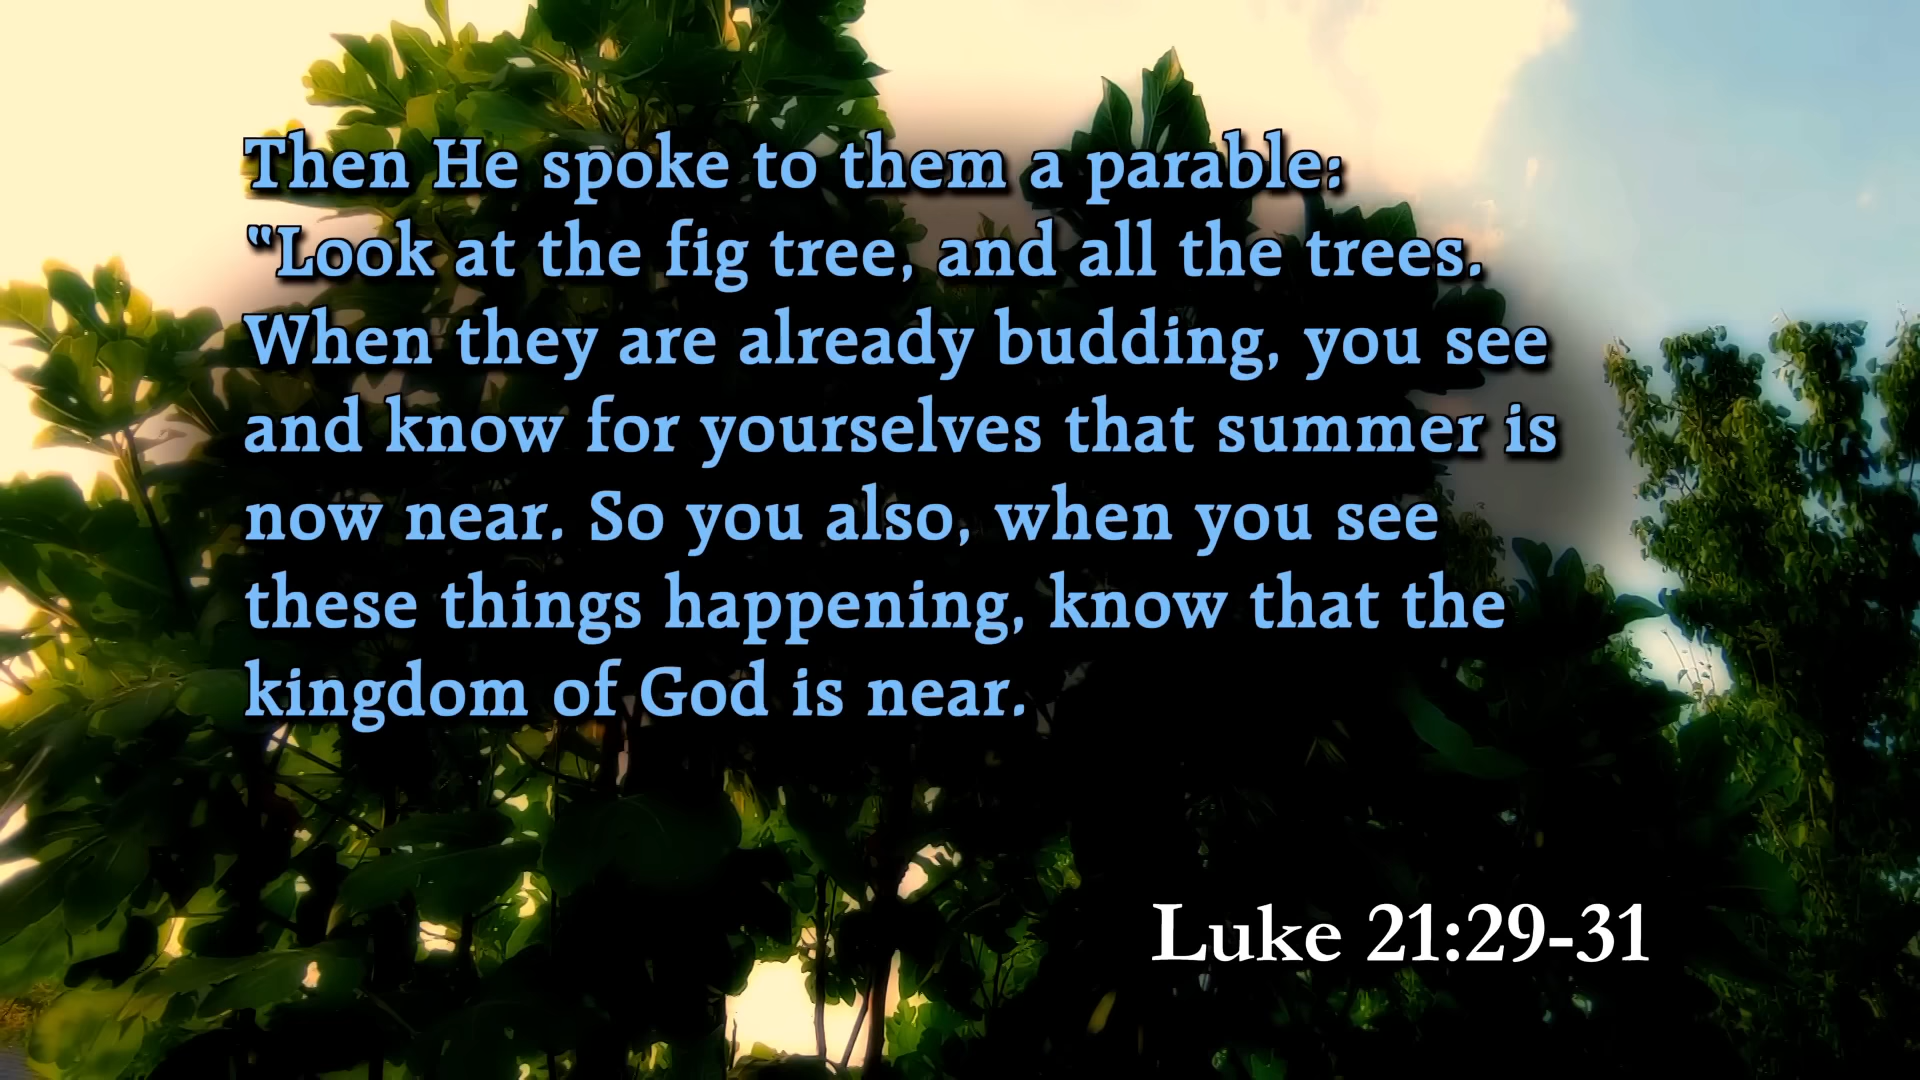 Then He spoke to them a parable:
"Look at the fig tree, and all the trees.
When they are already budding, you see
and know for yourselves that summer is
now near. So you also, when you see
these things happening, know that the
kingdom of God is near.
Luke 21:29-31